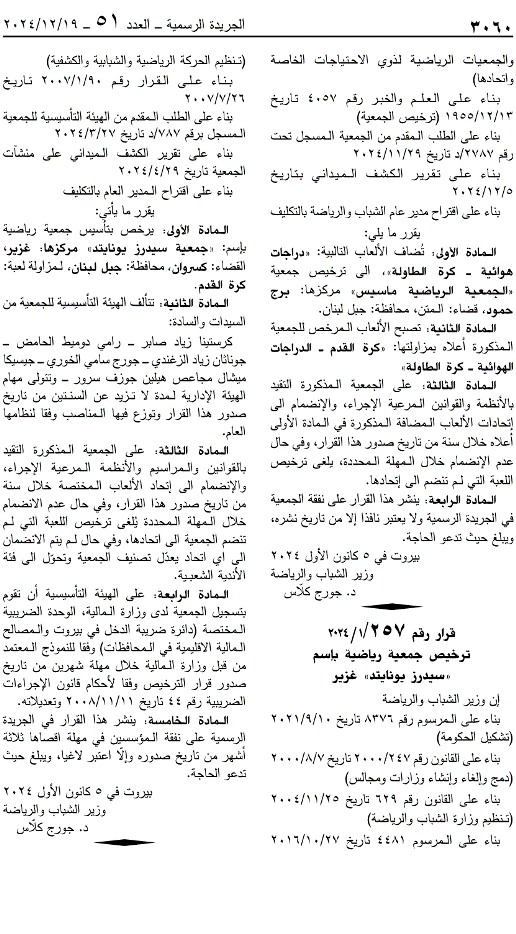 ٣٠٦٠
الجريدة الرسمية ــ العدد ٥١ ــ ٢٠٢٤/١٢/١٩
والجمعيات الرياضية لذوي الاحتياجات الخاصة
واتحادها)
بناء على العلم والخبر رقم ٤٠٥٧ تاريخ
١٩٥٥/١٢/١٣ (ترخيص الجمعية)
بناء على الطلب المقدم من الجمعية المسجل تحت
رقم ٢٧٨٧/د تاريخ ٢٠٢٤/١١/٢٩
بناء على تقرير الكشف الميداني بتاريخ
٢٠٢٤/١٢/٥
بناء على اقتراح مدير عام الشباب والرياضة بالتكليف
يقرر ما يلي:
المادة الأولى: تُضاف الألعاب التالية: «دراجات
هوائية ــ كرة الطاولة»، الى ترخيص جمعية
«الجمعية الرياضية ماسيس» مركزها: برج
حمود، قضاء: المتن، محافظة: جبل لبنان.
المادة الثانية: تصبح الألعاب المرخص للجمعية
المذكورة أعلاه بمزاولتها: «كرة القدم ــ الدراجات
الهوائية ــ كرة الطاولة»
المادة الثالثة: على الجمعية المذكورة التقيد
بالأنظمة والقوانين المرعية الإجراء، والإنضمام الى
إتحادات الألعاب المضافة المذكورة في المادة الأولى
أعلاه خلال سنة من تاريخ صدور هذا القرار، وفي حال
عدم الإنضمام خلال المهلة المحددة، يلغى ترخيص
اللعبة التي لم تنضم الى إتحادها.
المادة الرابعة: ينشر هذا القرار على نفقة الجمعية
في الجريدة الرسمية ولا يعتبر نافذا إلا من تاريخ نشره،
ويبلغ حيث تدعو الحاجة.
بيروت في ٥ كانون الأول ٢٠٢٤
وزير الشباب والرياضة
د. جورج كلّاس
قرار رقم ٢٠٢٤/١/٢٥٧
ترخيص جمعية رياضية بإسم
«سيدرز يونايتد» غزير
إن وزير الشباب والرياضة
بناء على المرسوم رقم ٨٣٧٦ تاريخ ٢٠٢١/٩/١٠
(تشكيل الحكومة)
بناء على القانون رقم ٢٠٠٠/٢٤٧ تاريخ ٢٠٠٠/٨/٧
(دمج وإلغاء وإنشاء وزارات ومجالس)
بناء على القانون رقم ٦٢٩ تاريخ ٢٠٠٤/١١/٢٥
(تنظيم وزارة الشباب والرياضة)
بناء على المرسوم ٤٤٨١ تاريخ ٢٠١٦/١٠/٢٧
(تنظيم الحركة الرياضية والشبابية والكشفية)
بناء على القرار رقم ٢٠٠٧/١/٩٠ تاريخ
٢٠٠٧/٧/٢٦
بناء على الطلب المقدم من الهيئة التأسيسية للجمعية
المسجل برقم ٧٨٧/د تاريخ ٢٠٢٤/٣/٢٧
بناء على تقرير الكشف الميداني على منشآت
الجمعية تاريخ ٢٠٢٤/٤/٢٩
بناء على اقتراح المدير العام بالتكليف
يقرر ما يأتي:
المادة الأولى: يرخص بتأسيس جمعية رياضية
بإسم: «جمعية سيدرز يونايتد» مركزها: غزير،
القضاء: كسروان، محافظة: جبل لبنان، لمزاولة لعبة:
كرة القدم.
المادة الثانية: تتألف الهيئة التأسيسية للجمعية من
السيدات والسادة:
كرستينا زياد صابر ــ رامي دوميط الحامض ــ
جوناثان زياد الزغندي ــ جورج سامي الخوري ــ جيسيكا
ميشال مجاعص هيلين جوزف سرور ــ وتتولى مهام
الهيئة الإدارية لمدة لا تزيد عن السنتين من تاريخ
صدور هذا القرار وتوزع فيها المناصب وفقا لنظامها
العام.
المادة الثالثة: على الجمعية المذكورة التقيد
بالقوانين والمراسيم والأنظمة المرعية الإجراء،
والإنضمام الى إتحاد الألعاب المختصة خلال سنة
من تاريخ صدور هذا القرار، وفي حال عدم الانضمام
خلال المهلة المحددة يُلغى ترخيص اللعبة التي لم
تنضم الجمعية الى اتحادها، وفي حال لم يتم الانضمان
الى أي اتحاد يعدّل تصنيف الجمعية وتحوّل الى فئة
الأندية الشعبية.
المادة الرابعة: على الهيئة التأسيسية أن تقوم
بتسجيل الجمعية لدى وزارة المالية، الوحدة الضريبية
المختصة (دائرة ضريبة الدخل في بيروت والمصالح
المالية الاقليمية في المحافظات) وفقا للنموذج المعتمد
من قبل وزارة المالية خلال مهلة شهرين من تاريخ
صدور قرار الترخيص وفقا لأحكام قانون الإجراءات
الضريبية رقم ٤٤ تاريخ ٢٠٠٨/١١/١١ وتعديلاته.
المادة الخامسة: ينشر هذا القرار في الجريدة
الرسمية على نفقة المؤسسين في مهلة اقصاها ثلاثة
أشهر من تاريخ صدوره وإلّا اعتبر لاغيا، ويبلغ حيث
تدعو الحاجة.
بيروت في ٥ كانون الأول ٢٠٢٤
وزير الشباب والرياضة
د. جورج كلّاس